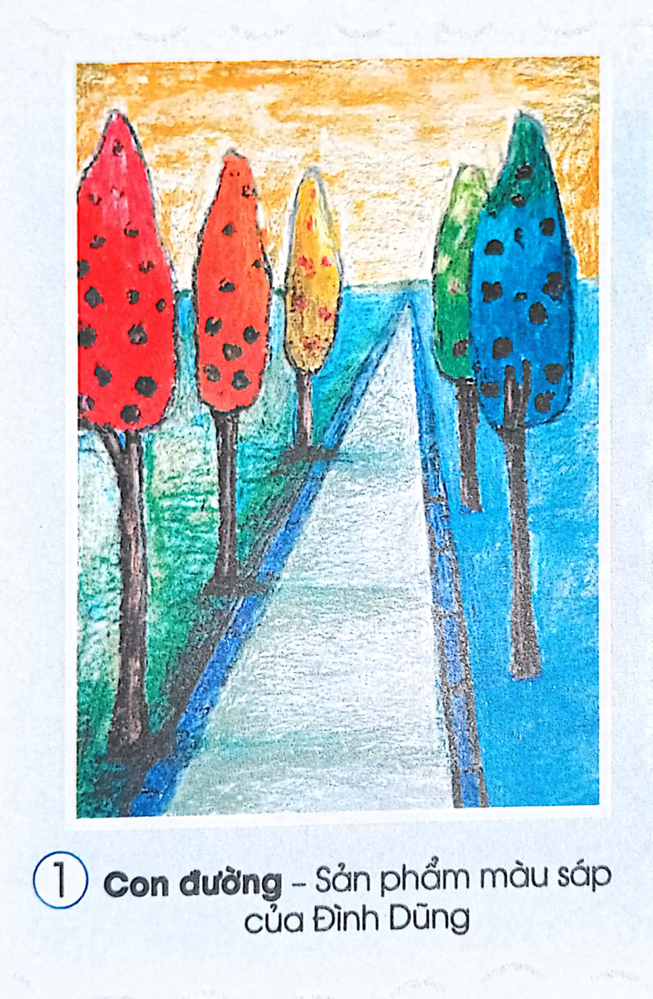 1 Con đường – Sản phẩm màu sáp
của Đình Dũng